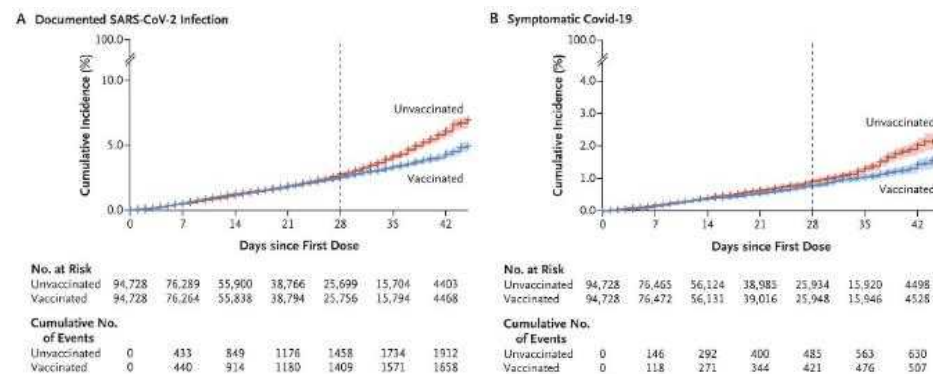 A Documented SARS-CoV-2 Infection
100.0
10.0
5.0
0.0
Cumulative Incidence (%)
Unvaccinated
Vaccinated
0 7 14 21 28 35 42
Days since First Dose
No. at Risk
Unvaccinated 94,728 76,289 55,900 38,766 25,699 15,704 4403
Vaccinated 94,728 76,264 55,838 38,794 25,756 15,794 4468
Cumulative No.
of Events
Unvaccinated 0 433 849 1176 1458 1734 1912
Vaccinated 0 440 914 1180 1409 1571 1658
B Symptomatic Covid-19
100.0
4.0
3.0
2.0
1.0
0.0
Cumulative Incidence (%)
Unvaccinated
Vaccinated
0 7 14 21 28 35 42
Days since First Dose
No. at Risk
Unvaccinated 94,728 76,465 56,124 38,985 25,934 15,920 4498
Vaccinated 94,728 76,472 56,131 39,016 25,948 15,946 4528
Cumulative No.
of Events
Unvaccinated 0 146 292 400 485 563 630
Vaccinated 0 118 271 344 421 476 507